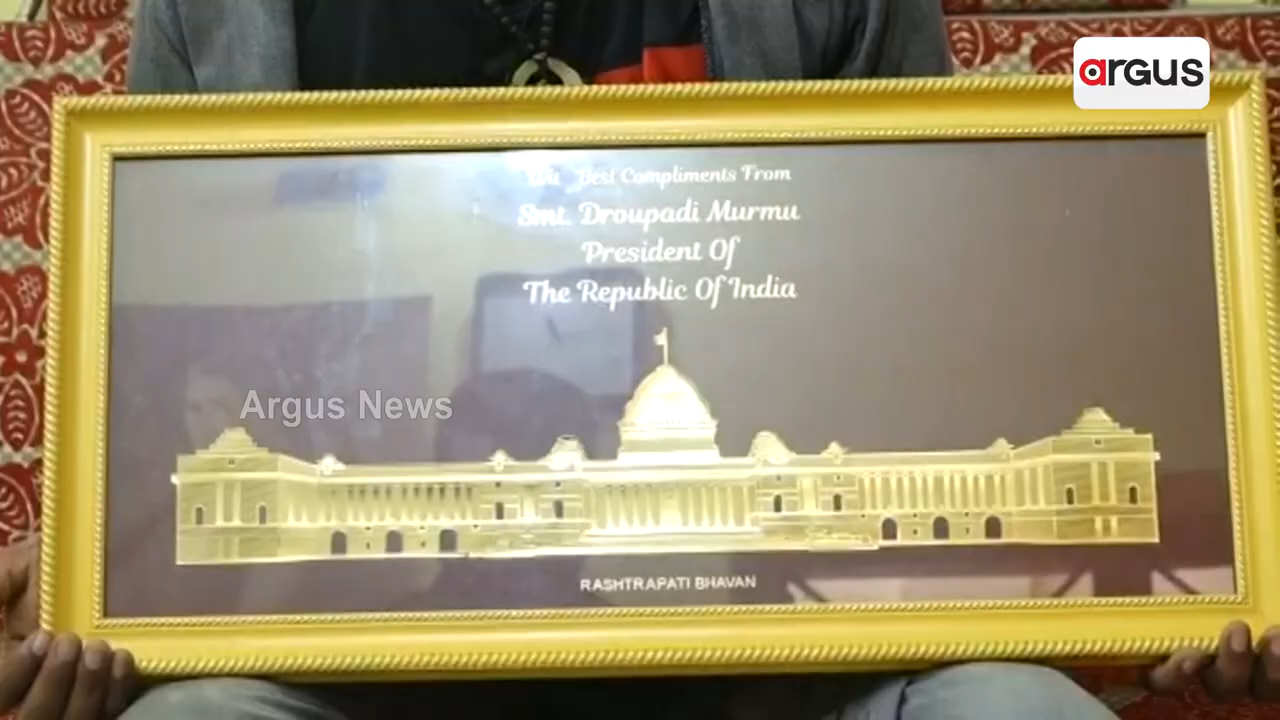 argus
Best Compliments From
Smt. Droupadi Murmu
President Of
The Republic Of India
Argus News
RASHTRAPATI BHAVAN